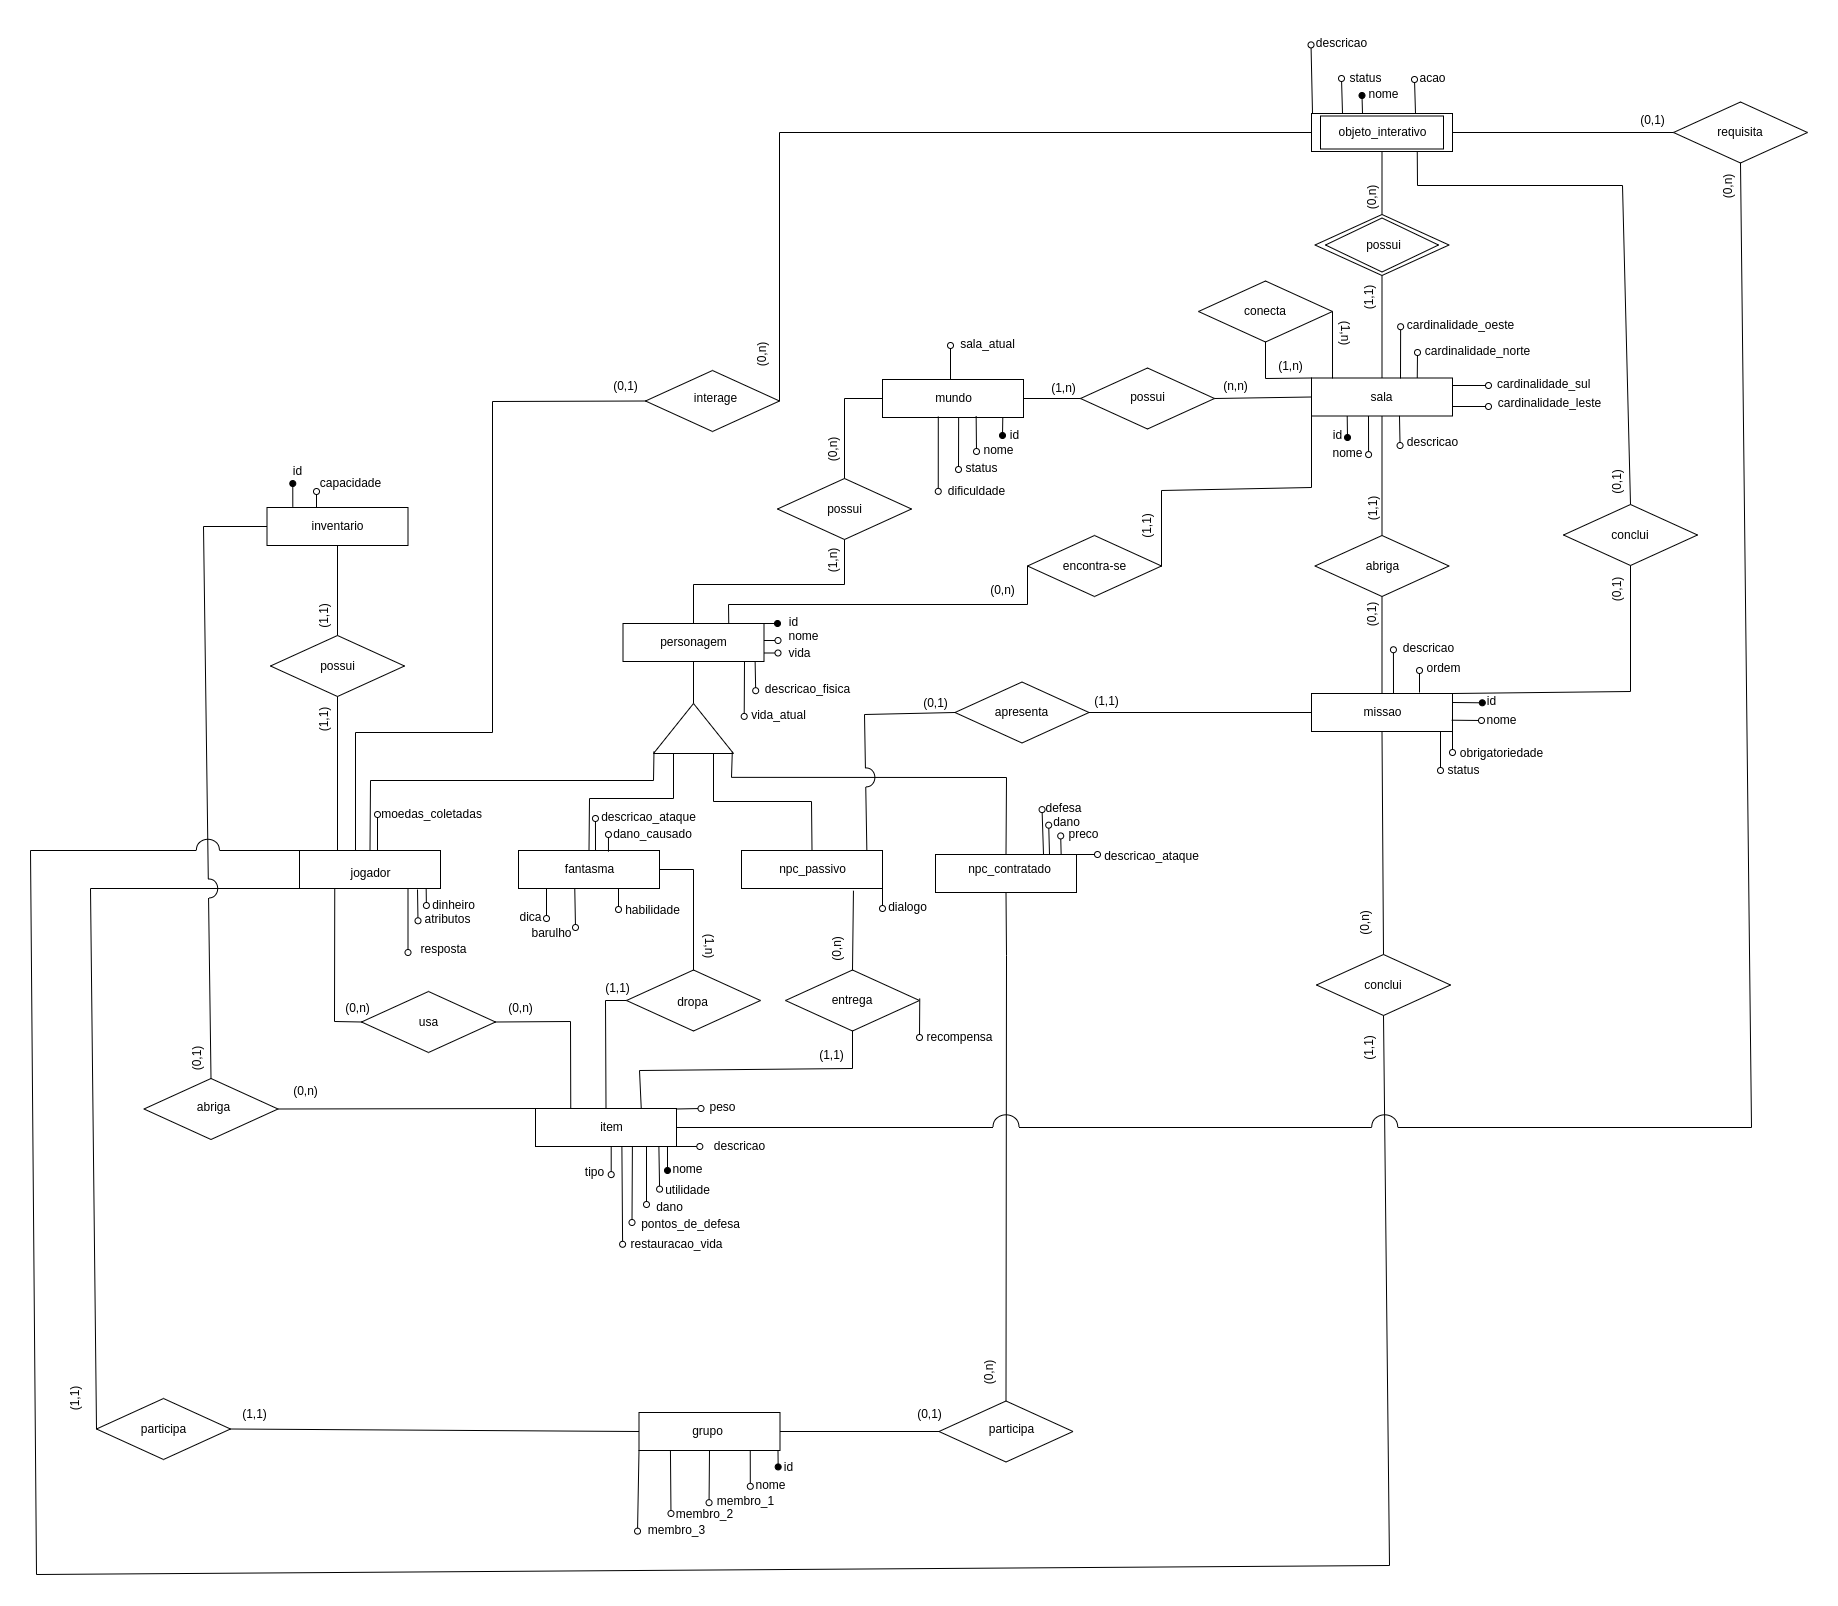 descricao
status
acao
nome
objeto_interativo
(0,1)
requisita
(0,n)
(0,n)
possui
(1,1)
conecta
(1,n)
(1,n)
cardinalidade_oeste
cardinalidade_norte
cardinalidade_sul
cardinalidade_leste
sala
id
nome
descricao
sala_atual
mundo
(1,n)
possui
(n,n)
id
nome
status
dificuldade
(0,n)
interage
(0,1)
(0,n)
possui
(1,n)
(1,1)
encontra-se
(0,n)
(1,1)
abriga
(0,1)
(0,1)
conclui
(0,1)
id
capacidade
inventario
(1,1)
possui
(1,1)
personagem
id
nome
vida
descricao_fisica
vida_atual
(0,1)
apresenta
(1,1)
descricao
ordem
missao
id
nome
obrigatoriedade
status
moedas_coletadas
jogador
dinheiro
atributos
resposta
descricao_ataque
dano_causado
fantasma
dica
barulho
habilidade
npc_passivo
dialogo
defesa
dano
preco
descricao_ataque
npc_contratado
(0,n)
conclui
(1,1)
(1,n)
(1,1)
dropa
(0,n)
entrega
recompensa
(1,1)
(0,n)
usa
(0,n)
(0,1)
abriga
(0,n)
item
peso
descricao
nome
tipo
utilidade
dano
pontos_de_defesa
restauracao_vida
(1,1)
participa
(1,1)
grupo
(0,1)
participa
(0,n)
id
nome
membro_1
membro_2
membro_3